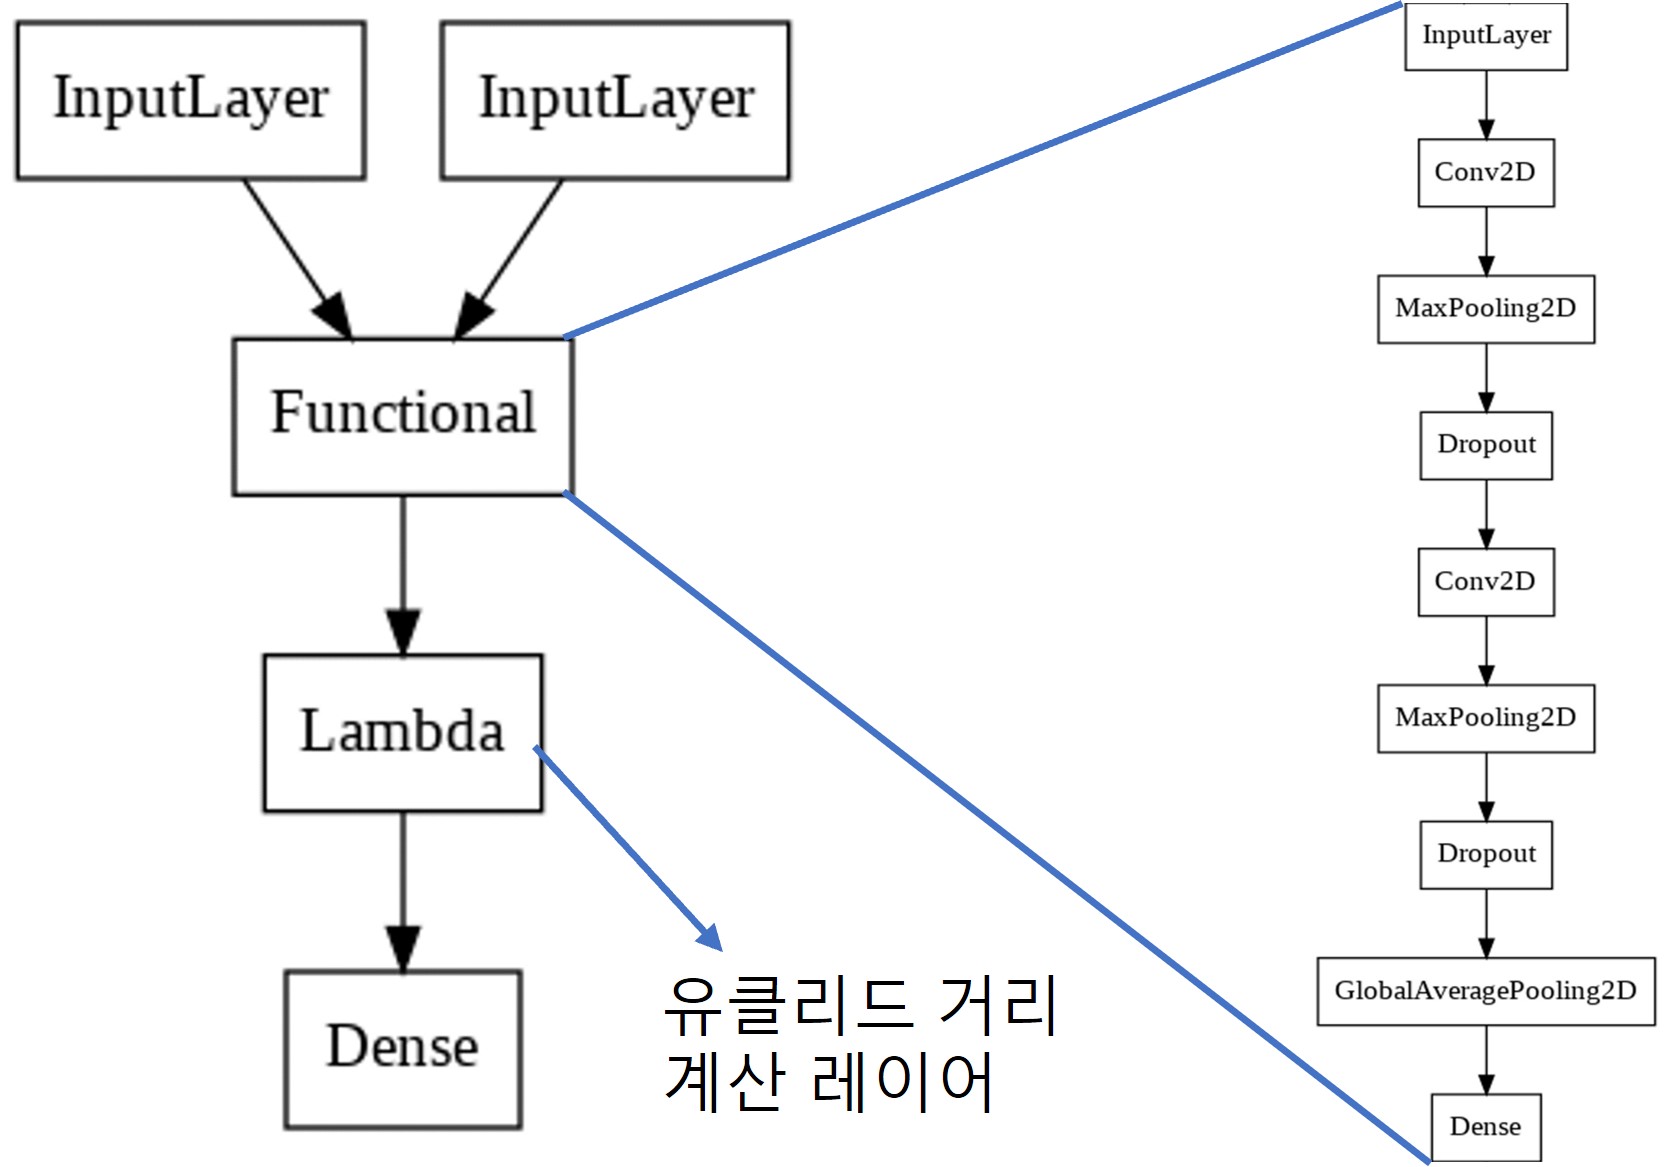 InputLayer
InputLayer
Functional
Lambda
Dense
유클리드 거리
계산 레이어
InputLayer
Conv2D
MaxPooling2D
Dropout
Conv2D
MaxPooling2D
Dropout
GlobalAveragePooling2D
Dense